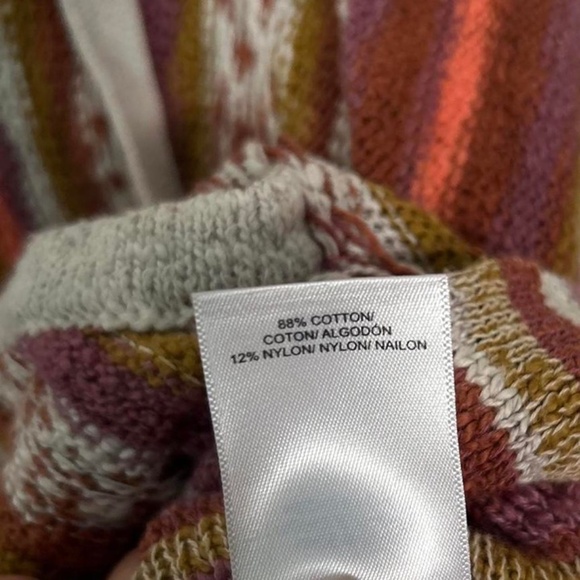 88% COTTON/
COTON/ ALGODÓN
12% NYLON/ NYLON/ NAILON